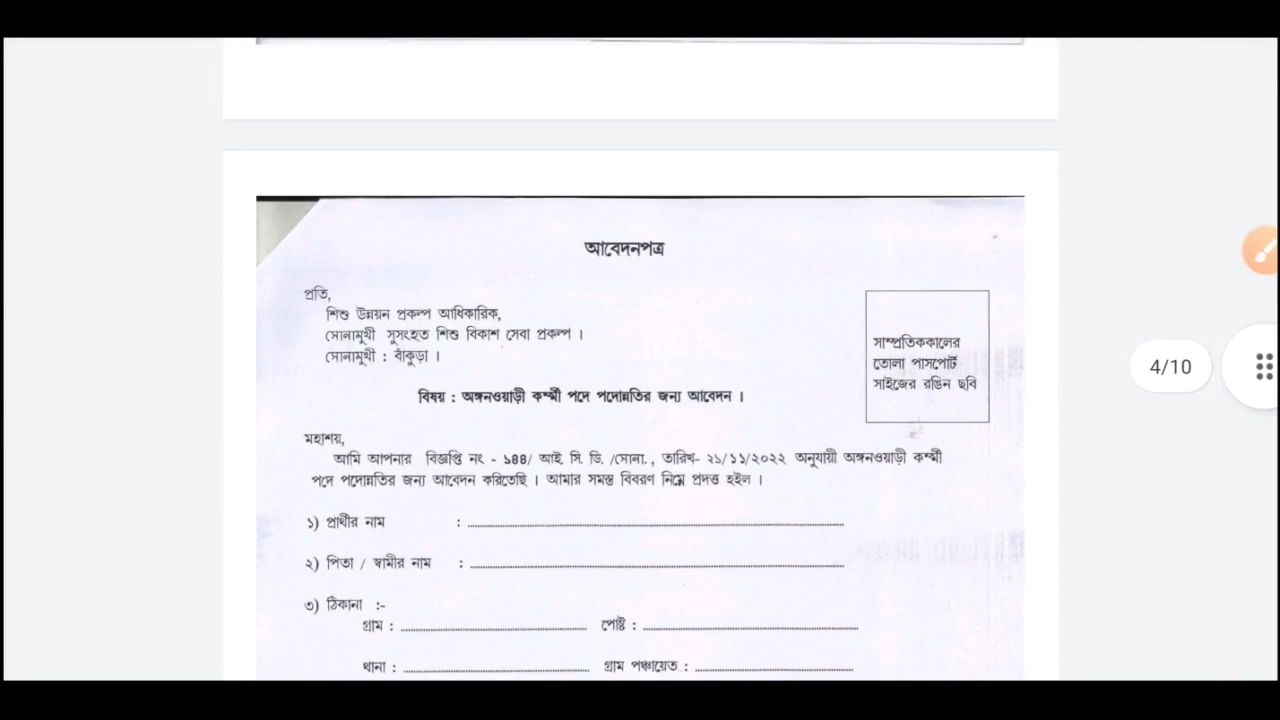 আবেদনপত্র
প্রতি,
শিশু উন্নয়ন প্রকল্প আধিকারিক,
সোনামুখী সুসংহত শিশু বিকাশ সেবা প্রকল্প ।
সোনামুখী : বাঁকুড়া ।
সাম্প্রতিককালের
তোলা পাসপোর্ট
সাইজের রঙিন ছবি
বিষয় : অঙ্গনওয়াড়ী কর্ম্মী পদে পদোন্নতির জন্য আবেদন ।
মহাশয়,
আমি আপনার বিজ্ঞপ্তি নং - ১৪৪/ আই. সি. ডি. /সোনা., তারিখ- ২১/১১/২০২২ অনুযায়ী অঙ্গনওয়াড়ী কর্ম্মী
পদে পদোন্নতির জন্য আবেদন করিতেছি । আমার সমস্ত বিবরণ নিম্নে প্রদত্ত হইল ।
১) প্রার্থীর নাম : 
২) পিতা / স্বামীর নাম : 
৩) ঠিকানা :-
গ্রাম : পোষ্ট :
থানা : গ্রাম পঞ্চায়েত :
4/10